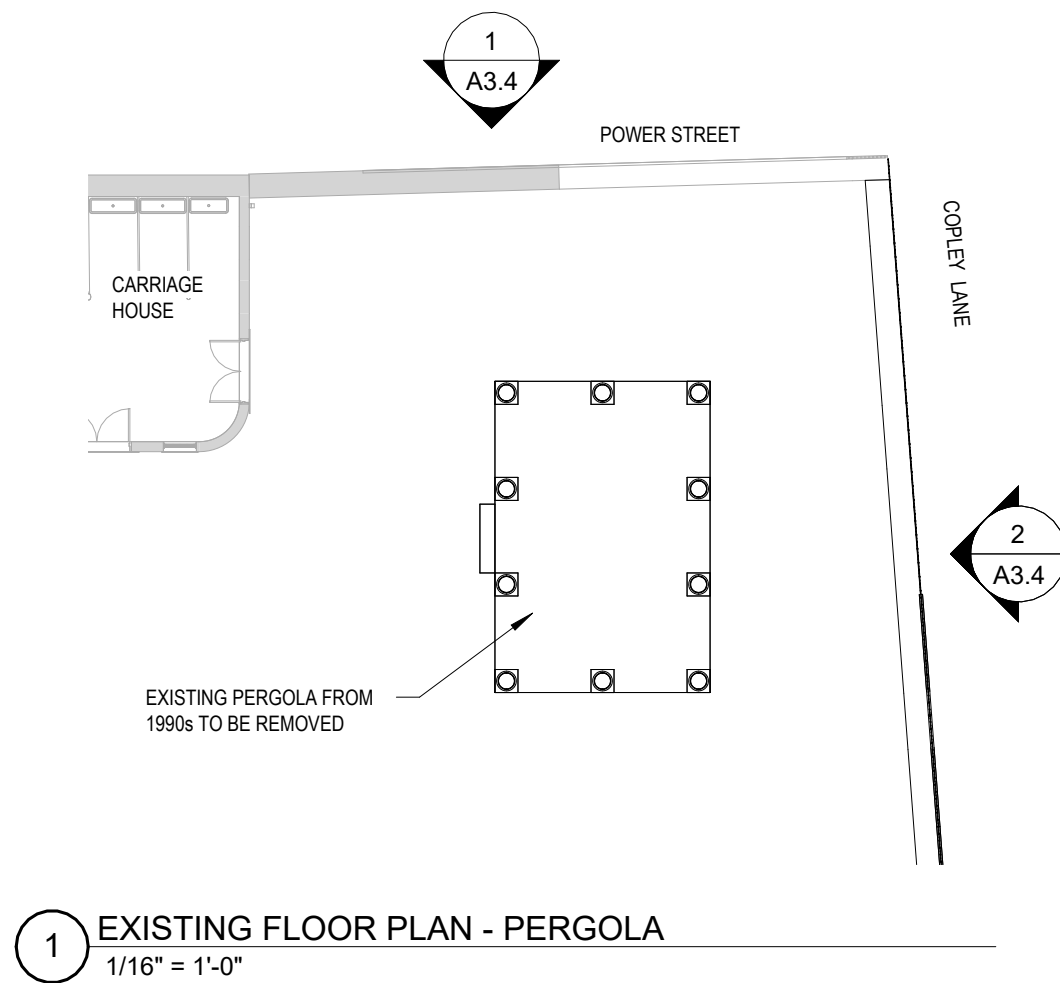 1
A3.4
POWER STREET
COPLEY LANE
CARRIAGE
HOUSE
2
A3.4
EXISTING PERGOLA FROM
1990s TO BE REMOVED
1
EXISTING FLOOR PLAN - PERGOLA
1/16" = 1'-0"